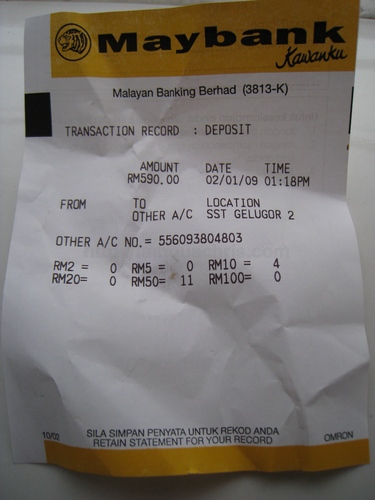 Maybank
Kawanku
Malayan Banking Berhad (3813-K)
TRANSACTION RECORD : DEPOSIT
AMOUNT DATE TIME
RM590.00 02/01/09 01:18PM
FROM TO LOCATION
OTHER A/C SST GELUGOR 2
OTHER A/C NO.= 556093804803
RM2 = 0 RM5 = 0 RM10 = 4
RM20= 0 RM50= 11 RM100= 0
10/02 SILA SIMPAN PENYATA UNTUK REKOD ANDA
RETAIN STATEMENT FOR YOUR RECORD OMRON